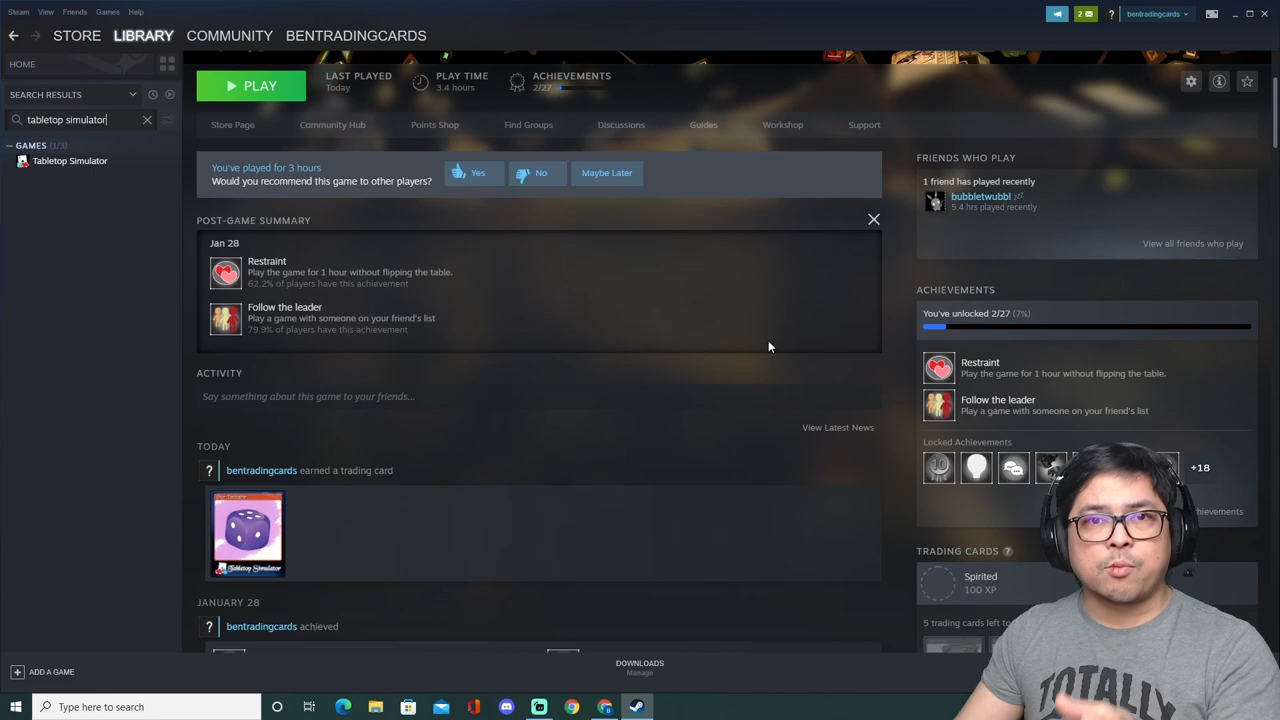 Steam View Friends Games Help
2
?
bentradingcards
STORE LIBRARY COMMUNITY BENTRADINGCARDS
HOME
SEARCH RESULTS
tabletop simulator
GAMES (1/3)
Tabletop Simulator
PLAY
LAST PLAYED
Today
PLAY TIME
3.4 hours
ACHIEVEMENTS
2/27
Store Page Community Hub Points Shop Find Groups Discussions Guides Workshop Support
You've played for 3 hours
Would you recommend this game to other players?
Yes
No
Maybe Later
POST-GAME SUMMARY
Jan 28
Restraint
Play the game for 1 hour without flipping the table.
62.2% of players have this achievement
Follow the leader
Play a game with someone on your friend's list
79.9% of players have this achievement
ACTIVITY
Say something about this game to your friends...
View Latest News
TODAY
? bentradingcards earned a trading card
Tabletop Simulator
JANUARY 28
? bentradingcards achieved
FRIENDS WHO PLAY
1 friend has played recently
bubbletwubbl
5.4 hrs played recently
View all friends who play
ACHIEVEMENTS
You've unlocked 2/27 (7%)
Restraint
Play the game for 1 hour without flipping the table.
Follow the leader
Play a game with someone on your friend's list
Locked Achievements
10
+18
TRADING CARDS ?
Spirited
100 XP
5 trading cards left to
TOTALLY
ADD A GAME
DOWNLOADS
Manage
Type here to search